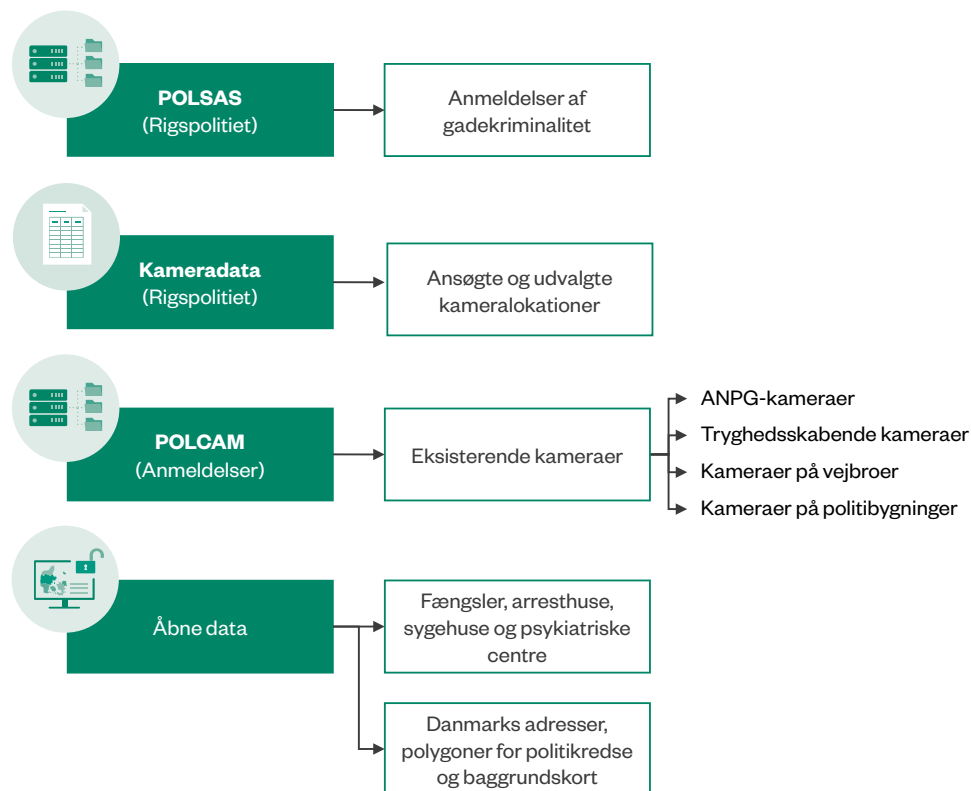 POLSAS
(Rigspolitiet)
Anmeldelser af
gadekriminalitet
Kameradata
(Rigspolitiet)
Ansøgte og udvalgte
kameralokationer
POLCAM
(Anmeldelser)
Eksisterende kameraer
ANPG-kameraer
Tryghedsskabende kameraer
Kameraer på vejbroer
Kameraer på politibygninger
Åbne data
Fængsler, arresthuse,
sygehuse og psykiatriske
centre
Danmarks adresser,
polygoner for politikredse
og baggrundskort